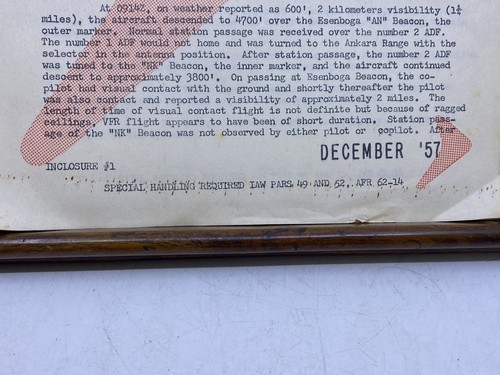 At 0914Z, on weather reported as 600', 2 kilometers visibility (1¼
miles), the aircraft descended to 4700' over the Esenboga "AN" Beacon, the
outer marker. Normal station passage was received over the number 2 ADF.
The number 1 ADF would not home and was turned to the Ankara Range with the
selector in the antenna position. After station passage, the number 2 ADF
was tuned to the "NK" Beacon, the inner marker, and the aircraft continued
descent to approximately 3800'. On passing at Esenboga Beacon, the co-
pilot had visual contact with the ground and shortly thereafter the pilot
was also contact and reported a visibility of approximately 2 miles. The
length of time of visual contact flight is not definite but because of ragged
ceilings, VFR flight appears to have been of short duration. Station pass-
age of the "NK" Beacon was not observed by either pilot or copilot. After
DECEMBER '57
INCLOSURE #1
SPECIAL HANDLING REQUIRED IAW PARS 49 AND 52, AFR 62-14